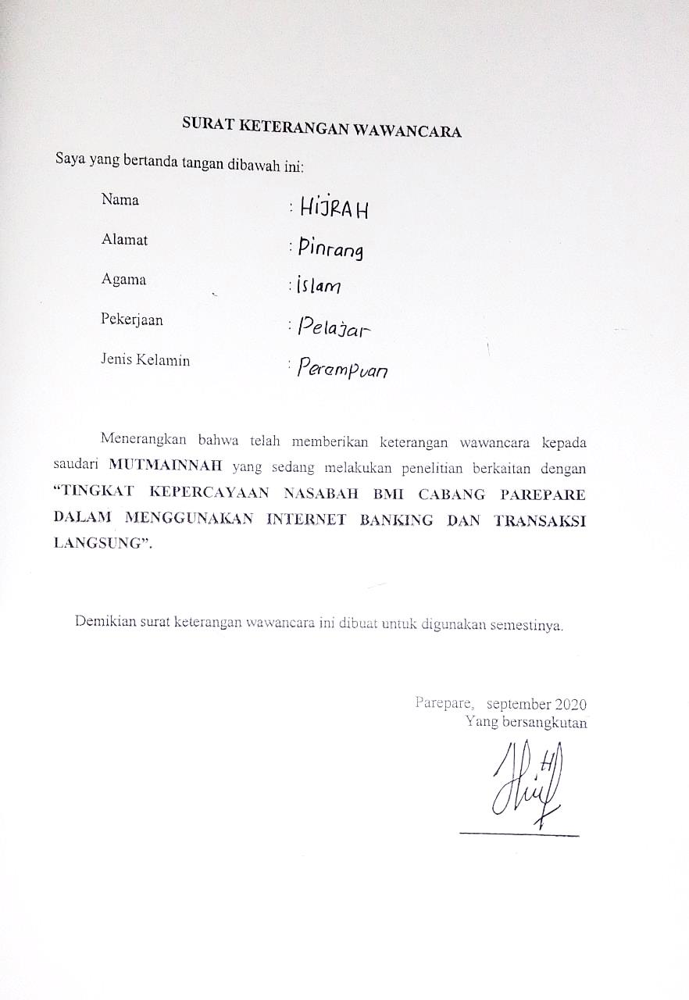 SURAT KETERANGAN WAWANCARA
Saya yang bertanda tangan dibawah ini:
Nama : HIJRAH
Alamat : Pinrang
Agama : islam
Pekerjaan : Pelajar
Jenis Kelamin : Perempuan
Menerangkan bahwa telah memberikan keterangan wawancara kepada
saudari MUTMAINNAH yang sedang melakukan penelitian berkaitan dengan
“TINGKAT KEPERCAYAAN NASABAH BMI CABANG PAREPARE
DALAM MENGGUNAKAN INTERNET BANKING DAN TRANSAKSI
LANGSUNG”.
Demikian surat keterangan wawancara ini dibuat untuk digunakan semestinya.
Parepare, september 2020
Yang bersangkutan